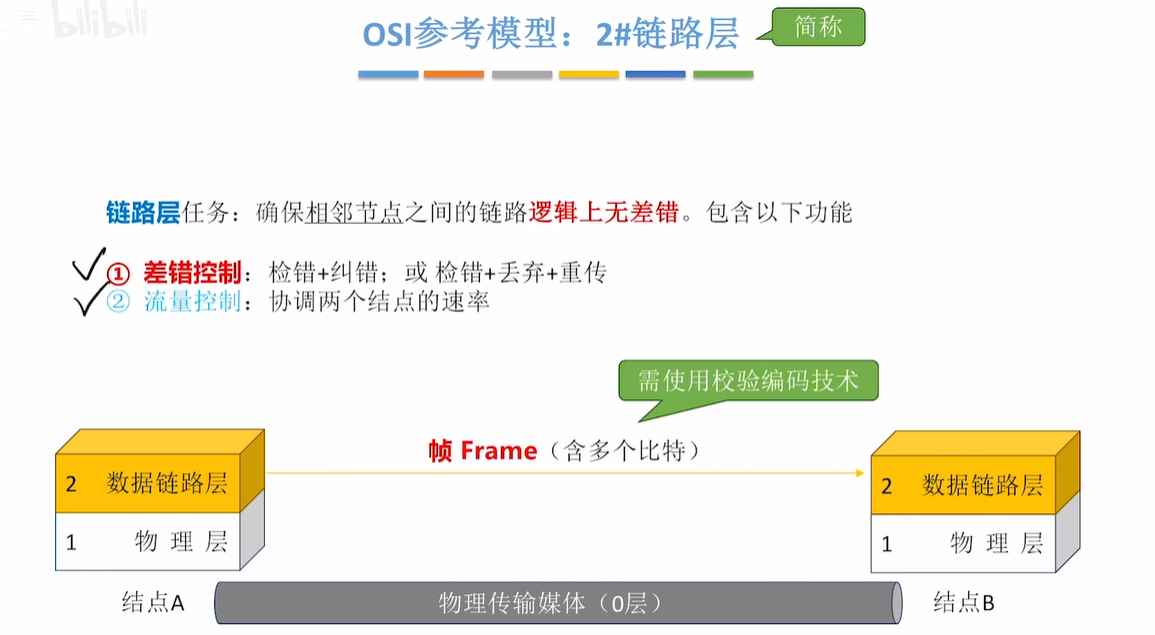 bilibili
OSI参考模型：2#链路层
简称
链路层任务：确保相邻节点之间的链路逻辑上无差错。包含以下功能
① 差错控制：检错+纠错；或 检错+丢弃+重传
② 流量控制：协调两个结点的速率
需使用校验编码技术
帧 Frame（含多个比特）
2 数据链路层
1 物 理 层
结点A
2 数据链路层
1 物 理 层
结点B
物理传输媒体（0层）